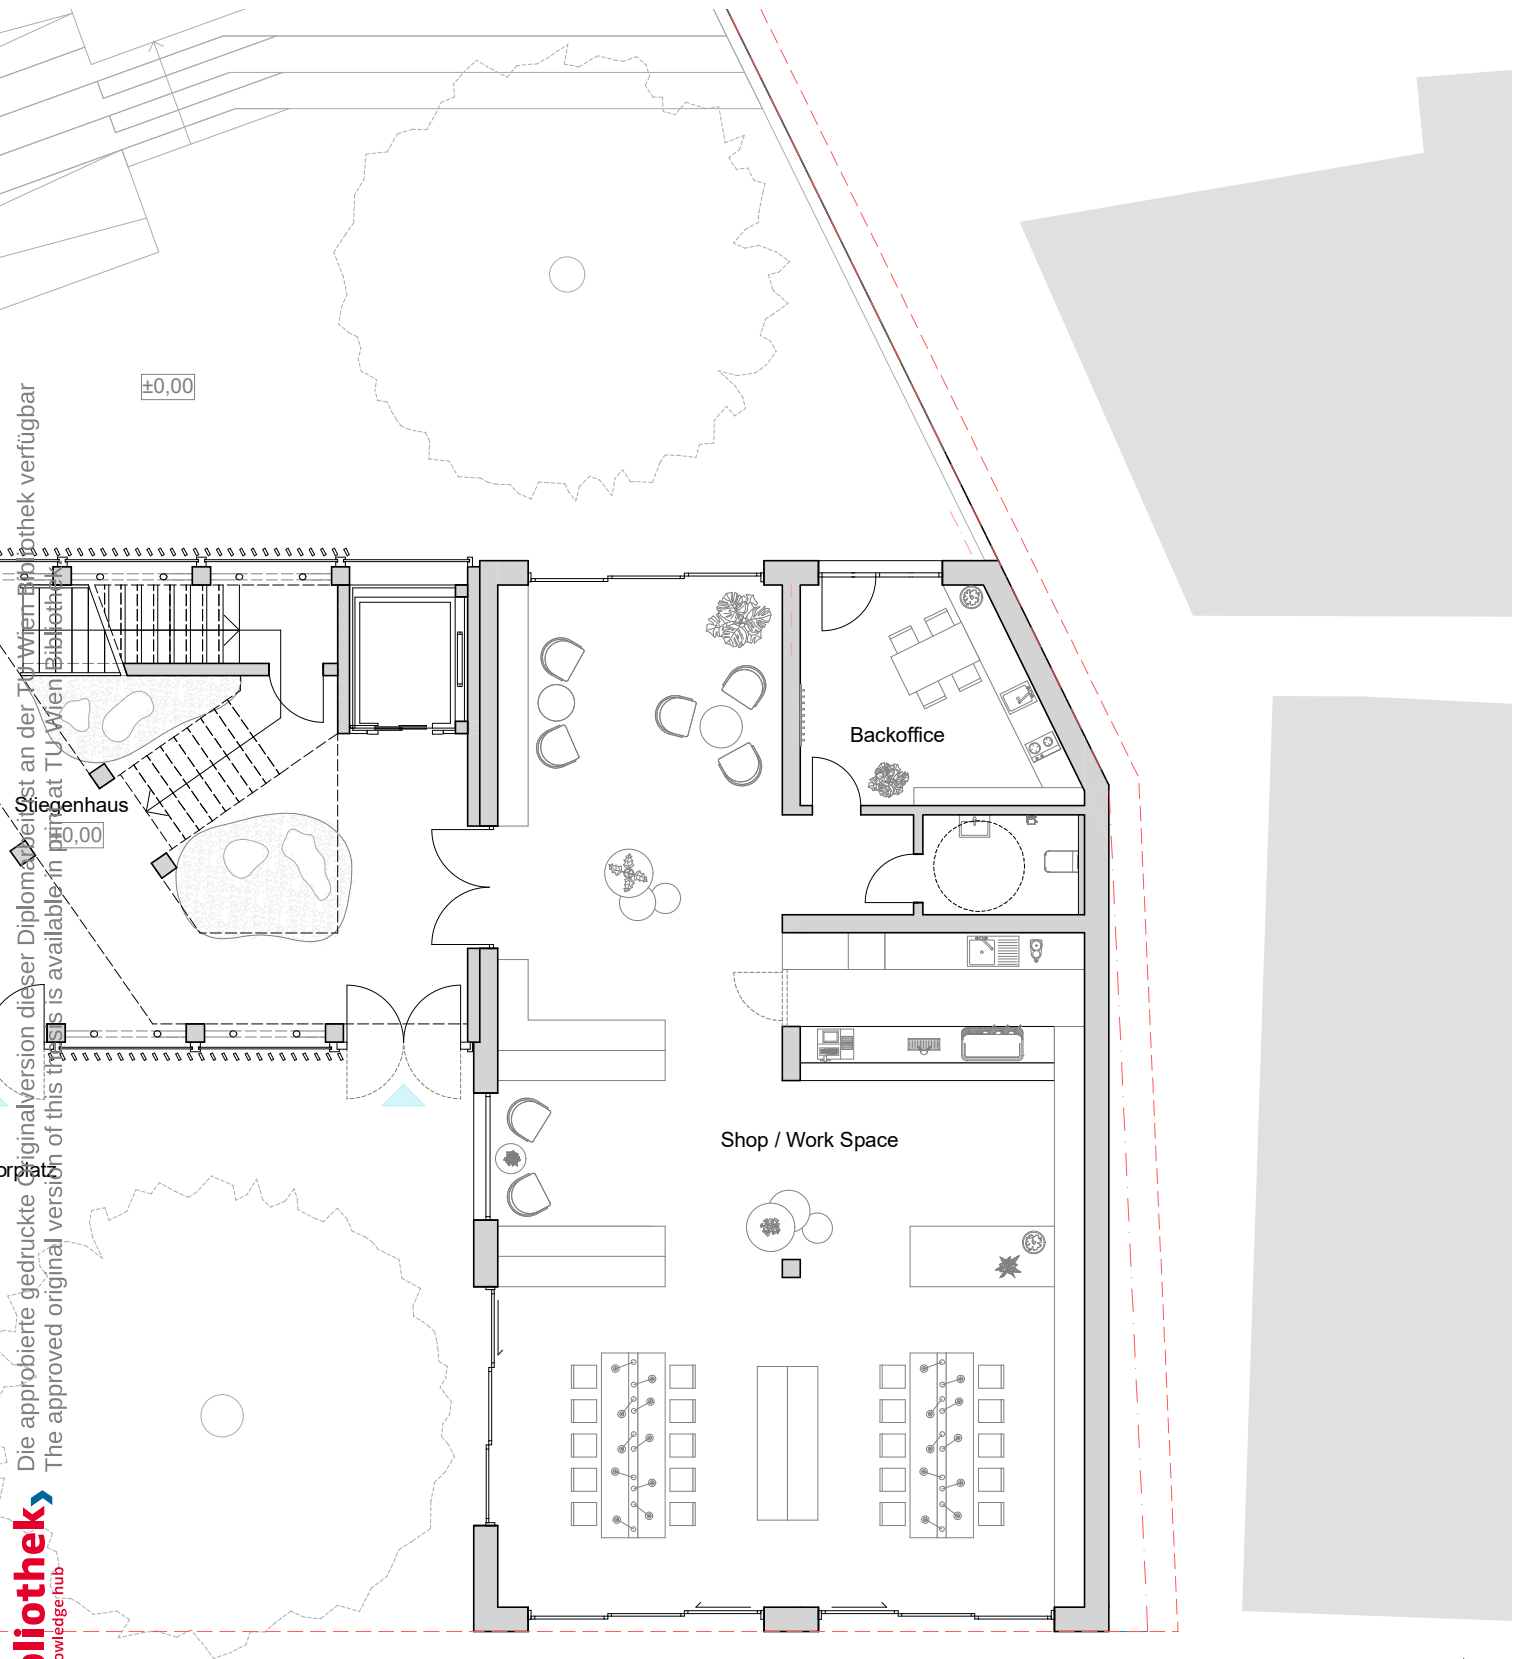 ±0,00
Backoffice
Stiegenhaus
±0,00
Shop / Work Space
orplatz
Die approbierte gedruckte Originalversion dieser Diplomarbeit ist an der TU Wien Bibliothek verfügbar
The approved original version of this thesis is available in print at TU Wien Bibliothek.
bliothek
owledge hub